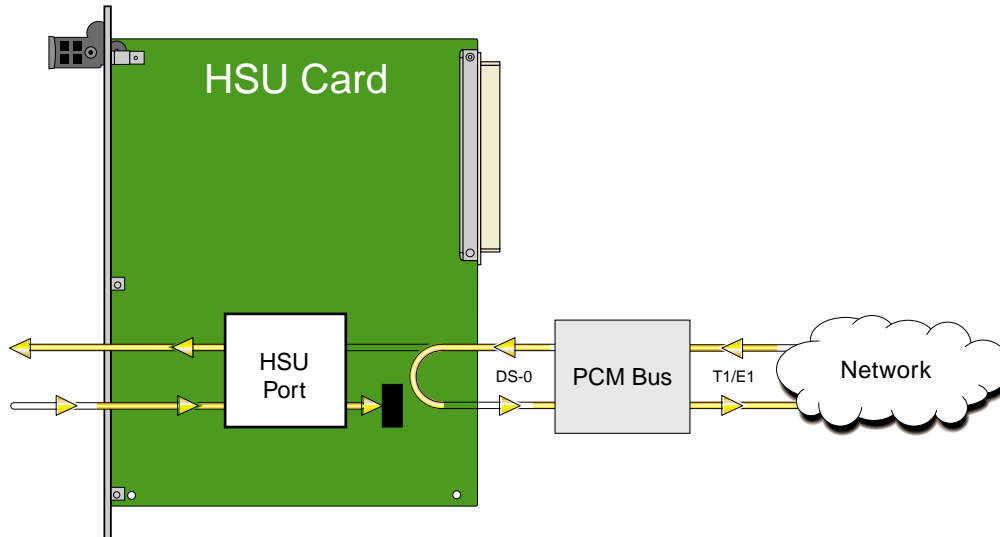 HSU Card
HSU
Port
DS-0
PCM Bus
T1/E1
Network